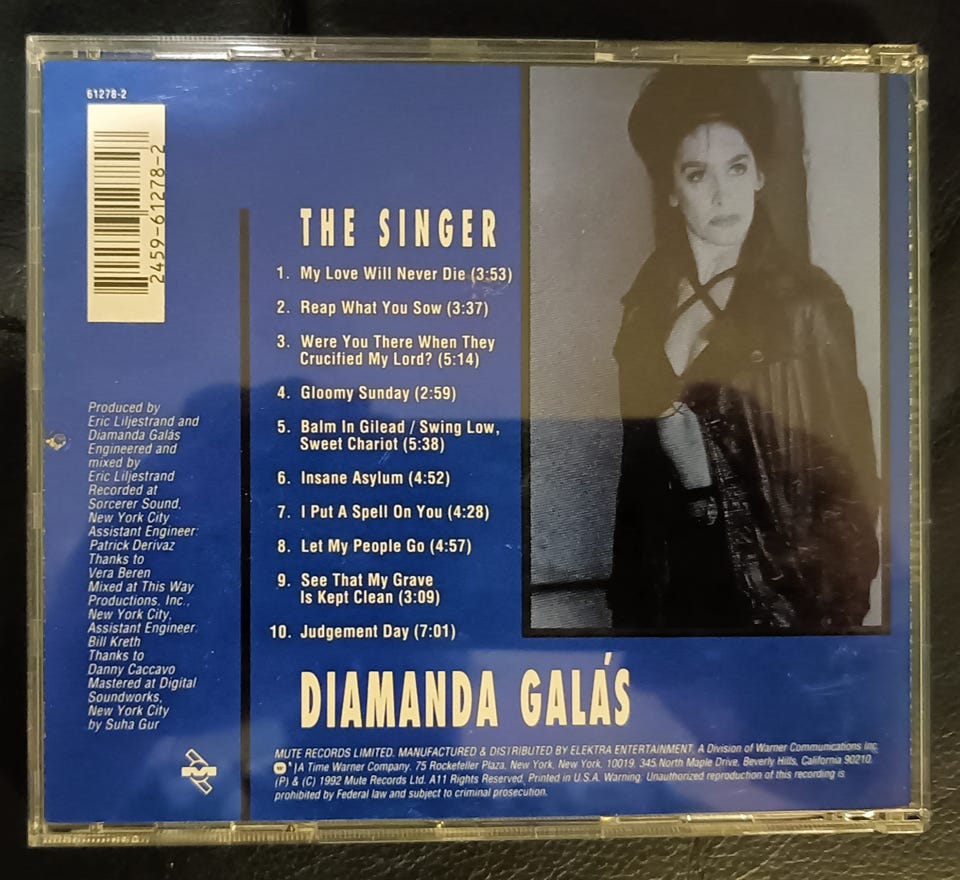 61278-2
2459-61278-2
THE SINGER
1. My Love Will Never Die (3:53)
2. Reap What You Sow (3:37)
3. Were You There When They
Crucified My Lord? (5:14)
4. Gloomy Sunday (2:59)
5. Balm In Gilead / Swing Low,
Sweet Chariot (5:38)
6. Insane Asylum (4:52)
7. I Put A Spell On You (4:28)
8. Let My People Go (4:57)
9. See That My Grave
Is Kept Clean (3:09)
10. Judgement Day (7:01)
DIAMANDA GALÁS
Produced by
Eric Liljestrand and
Diamanda Galás
Engineered and
mixed by
Eric Liljestrand
Recorded at
Sorcerer Sound,
New York City
Assistant Engineer:
Patrick Derivaz
Thanks to
Vera Beren
Mixed at This Way
Productions, Inc.,
New York City,
Assistant Engineer:
Bill Kreth
Thanks to
Danny Caccavo
Mastered at Digital
Soundworks,
New York City
by Suha Gur
MUTE RECORDS LIMITED. MANUFACTURED & DISTRIBUTED BY ELEKTRA ENTERTAINMENT. A Division of Warner Communications Inc.
A Time Warner Company. 75 Rockefeller Plaza, New York, New York, 10019. 345 North Maple Drive, Beverly Hills, California 90210.
(P) & (C) 1992 Mute Records Ltd. A11 Rights Reserved. Printed in U.S.A. Warning. Unauthorized reproduction of this recording is
prohibited by Federal law and subject to criminal prosecution.